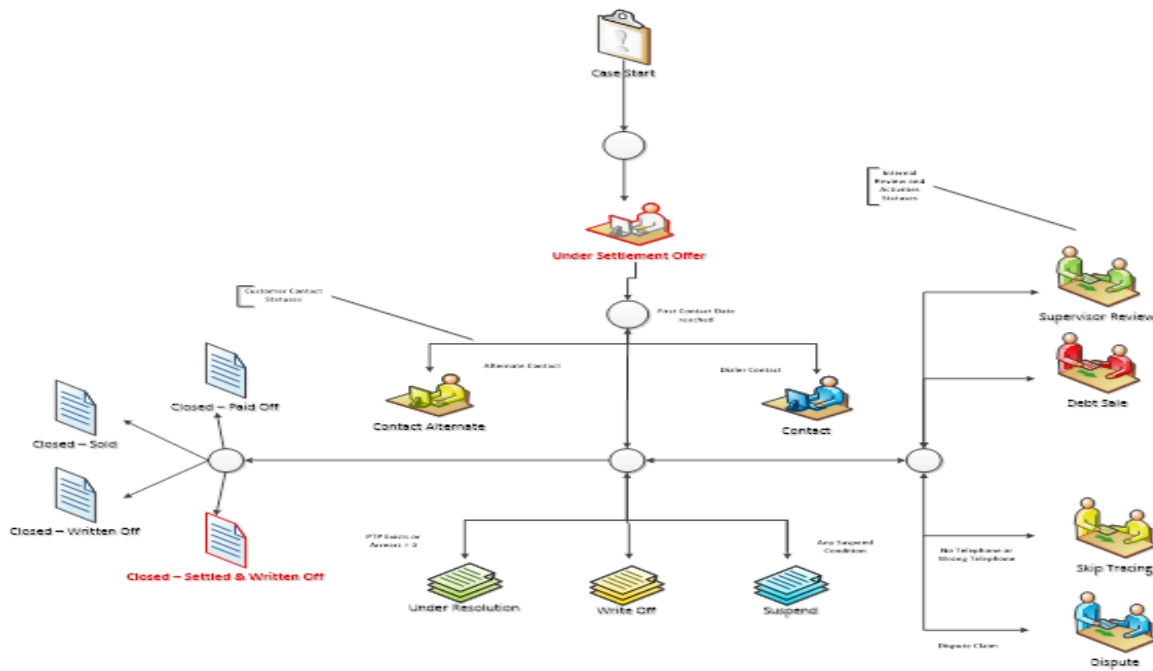 Case Start
Internal
Review and
Activities
Statuses
Under Settlement Offer
Customer Contact
Statuses
First Contact Date
reached
Supervisor Review
Alternate Contact
Dialer Contact
Closed – Paid Off
Contact Alternate
Contact
Debt Sale
Closed – Sold
Closed – Written Off
PTP Exists or
Arrears = 0
Any Suspend
Condition
No Telephone or
Wrong Telephone
Skip Tracing
Closed – Settled & Written Off
Under Resolution
Write Off
Suspend
Dispute Claim
Dispute